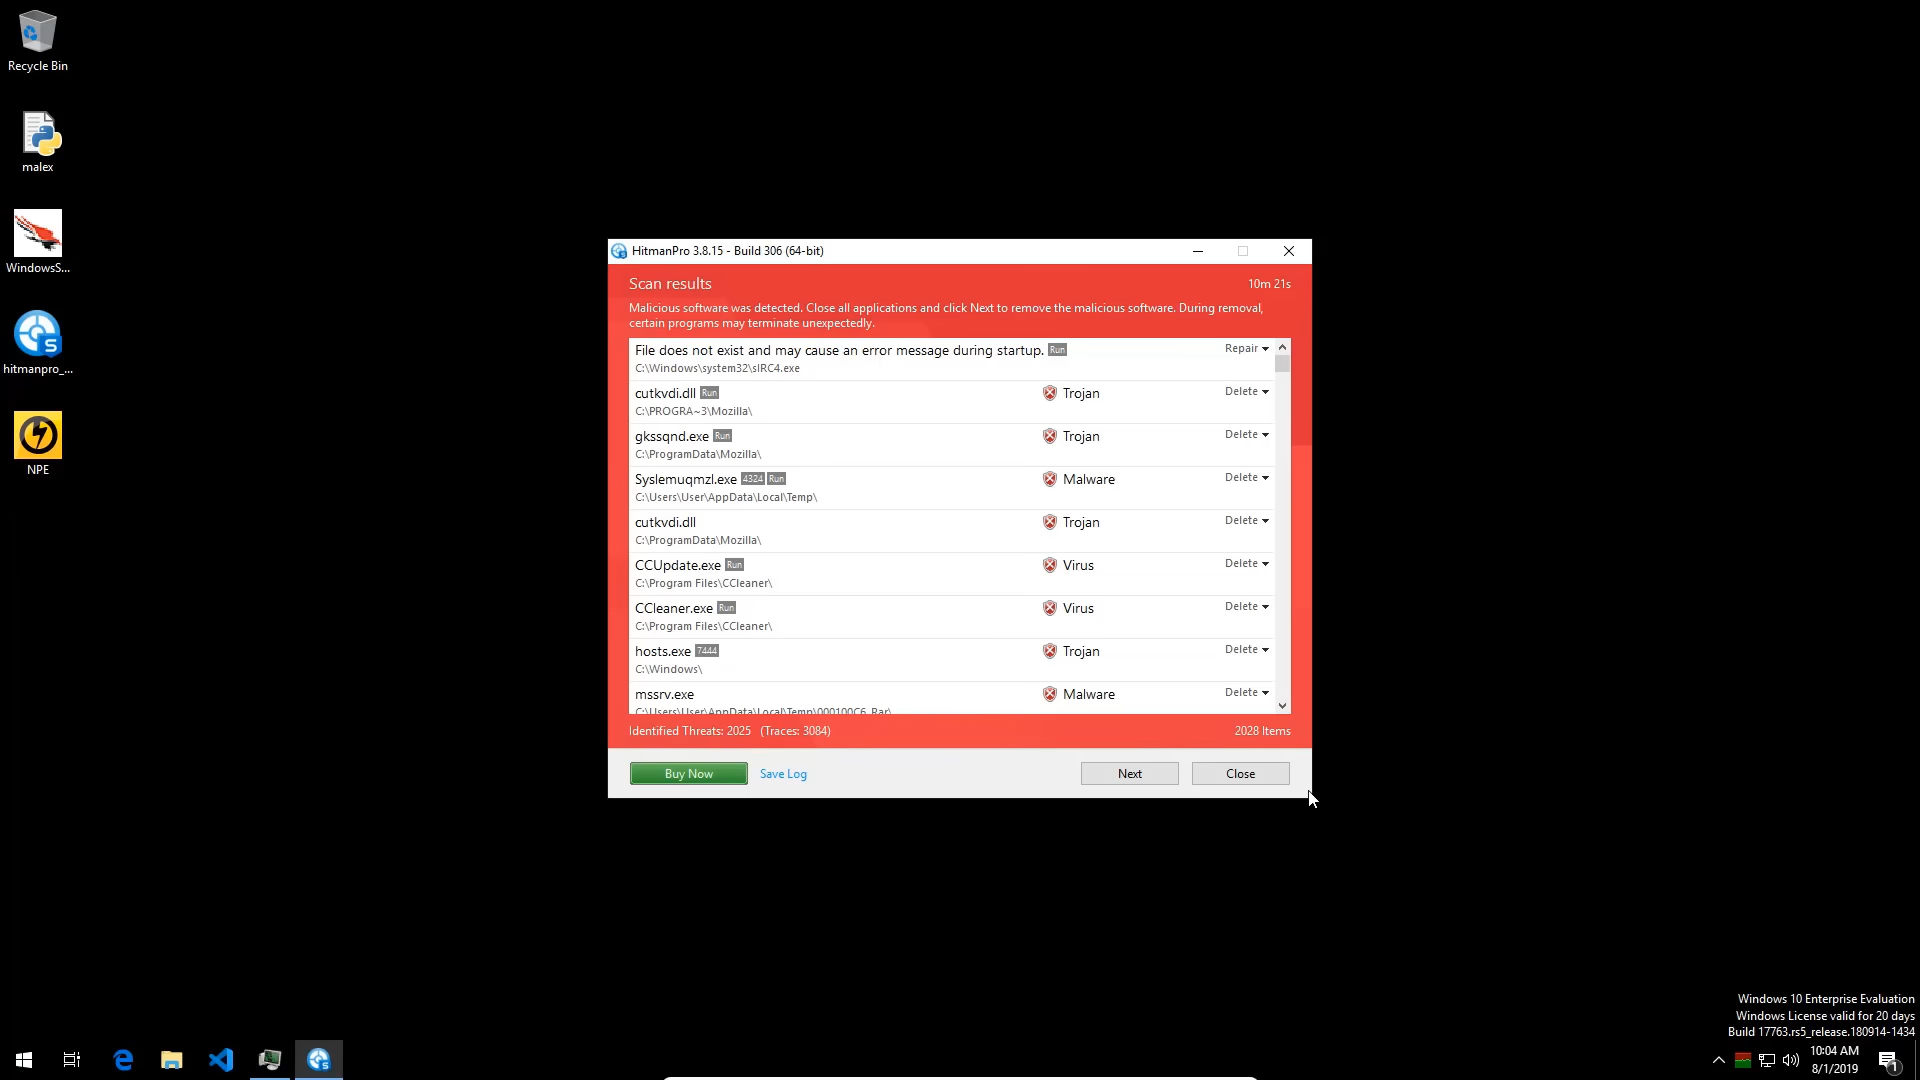 Recycle Bin
malex
WindowsS...
hitmanpro_...
NPE
HitmanPro 3.8.15 - Build 306 (64-bit)
Scan results
10m 21s
Malicious software was detected. Close all applications and click Next to remove the malicious software. During removal,
certain programs may terminate unexpectedly.
File does not exist and may cause an error message during startup. Run
Repair
C:\Windows\system32\sIRC4.exe
cutkvdi.dll Run
Trojan
Delete
C:\PROGRA~3\Mozilla\
gkssqnd.exe Run
Trojan
Delete
C:\ProgramData\Mozilla\
Syslemuqmzl.exe 4324 Run
Malware
Delete
C:\Users\User\AppData\Local\Temp\
cutkvdi.dll
Trojan
Delete
C:\ProgramData\Mozilla\
CCUpdate.exe Run
Virus
Delete
C:\Program Files\CCleaner\
CCleaner.exe Run
Virus
Delete
C:\Program Files\CCleaner\
hosts.exe 7444
Trojan
Delete
C:\Windows\
mssrv.exe
Malware
Delete
C:\Users\User\AppData\Local\Temp\000100C6_Rar\
Identified Threats: 2025 (Traces: 3084)
2028 Items
Buy Now
Save Log
Next
Close
Windows 10 Enterprise Evaluation
Windows License valid for 20 days
Build 17763.rs5_release.180914-1434
10:04 AM
8/1/2019
1